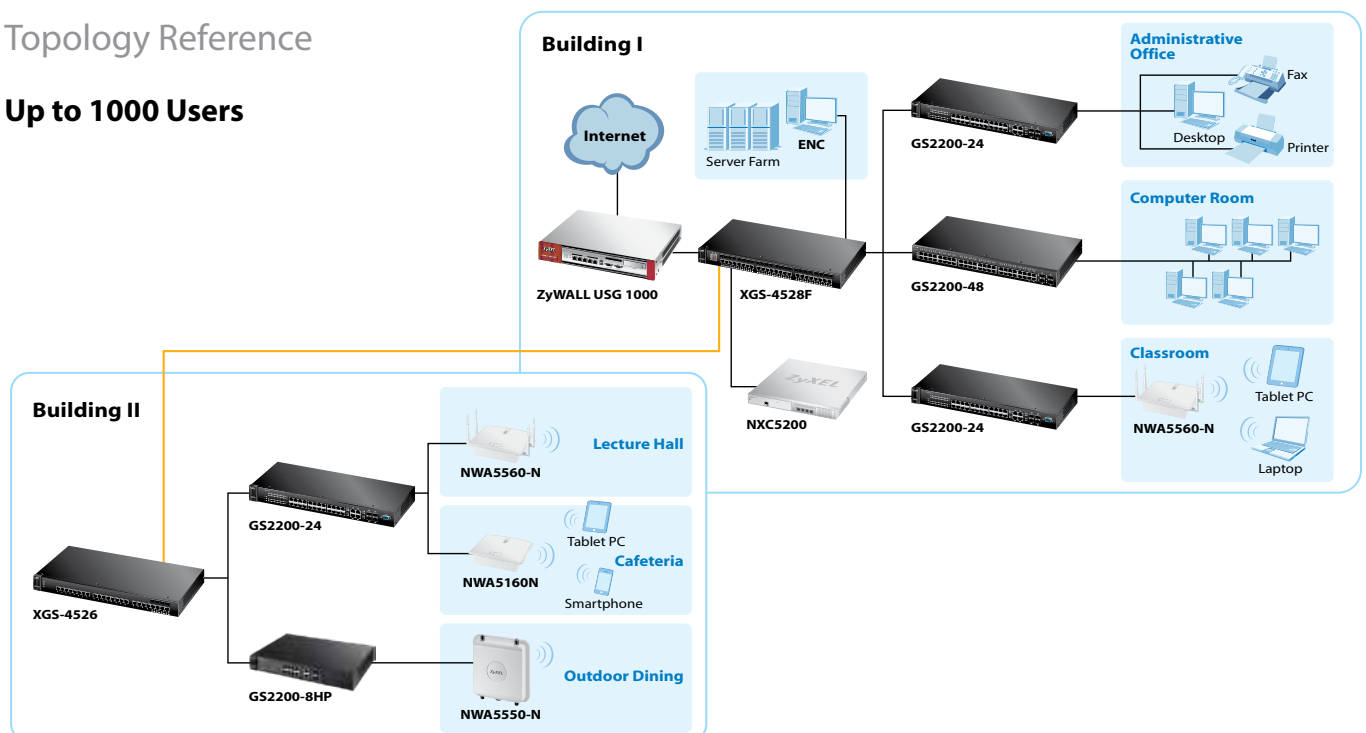 Topology Reference
Up to 1000 Users
Building I
Internet
Server Farm
ENC
ZyWALL USG 1000
XGS-4528F
NXC5200
GS2200-24
Administrative
Office
Fax
Desktop
Printer
GS2200-48
Computer Room
GS2200-24
Classroom
NWA5560-N
Tablet PC
Laptop
ZyXEL
Building II
XGS-4526
GS2200-24
NWA5560-N
Lecture Hall
NWA5160N
Tablet PC
Cafeteria
Smartphone
GS2200-8HP
ZyXEL
NWA5550-N
Outdoor Dining